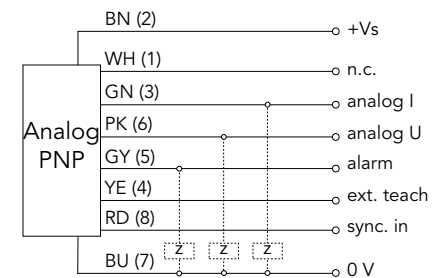 BN (2) +Vs
WH (1) n.c.
GN (3) analog I
Analog PNP
PK (6) analog U
GY (5) alarm
YE (4) ext. teach
RD (8) sync. in
z z z
BU (7) 0 V